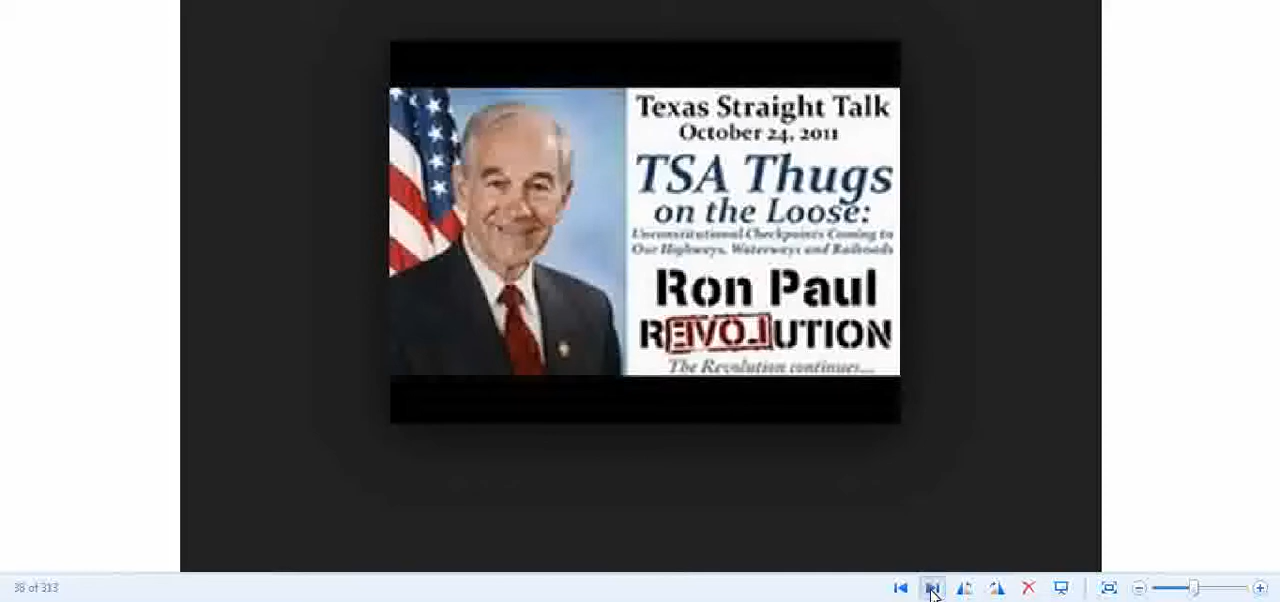 Texas Straight Talk
October 24, 2011
TSA Thugs
on the Loose:
Unconstitutional Checkpoints Coming to
Our Highways, Waterways and Railroads
Ron Paul
REVOLUTION
The Revolution continues...
38 of 313